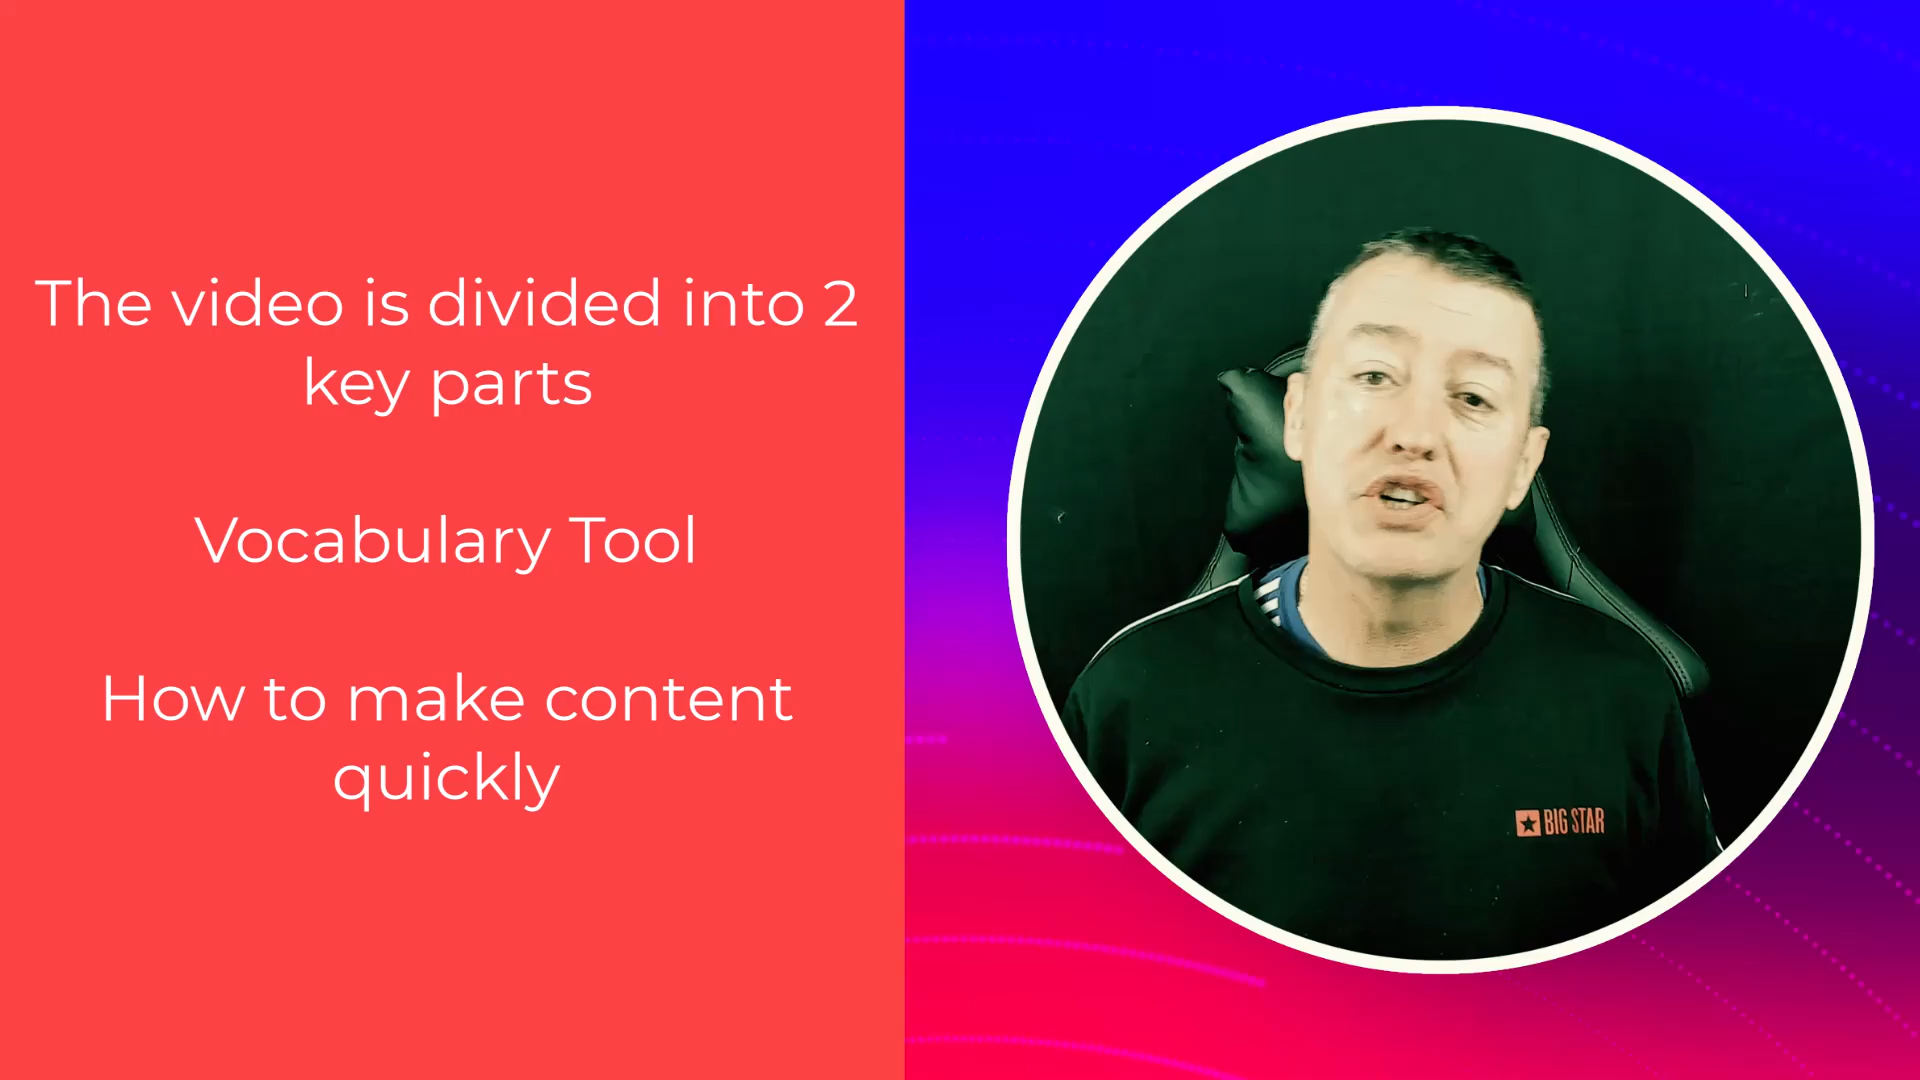 The video is divided into 2
key parts
Vocabulary Tool
How to make content
quickly
BIG STAR